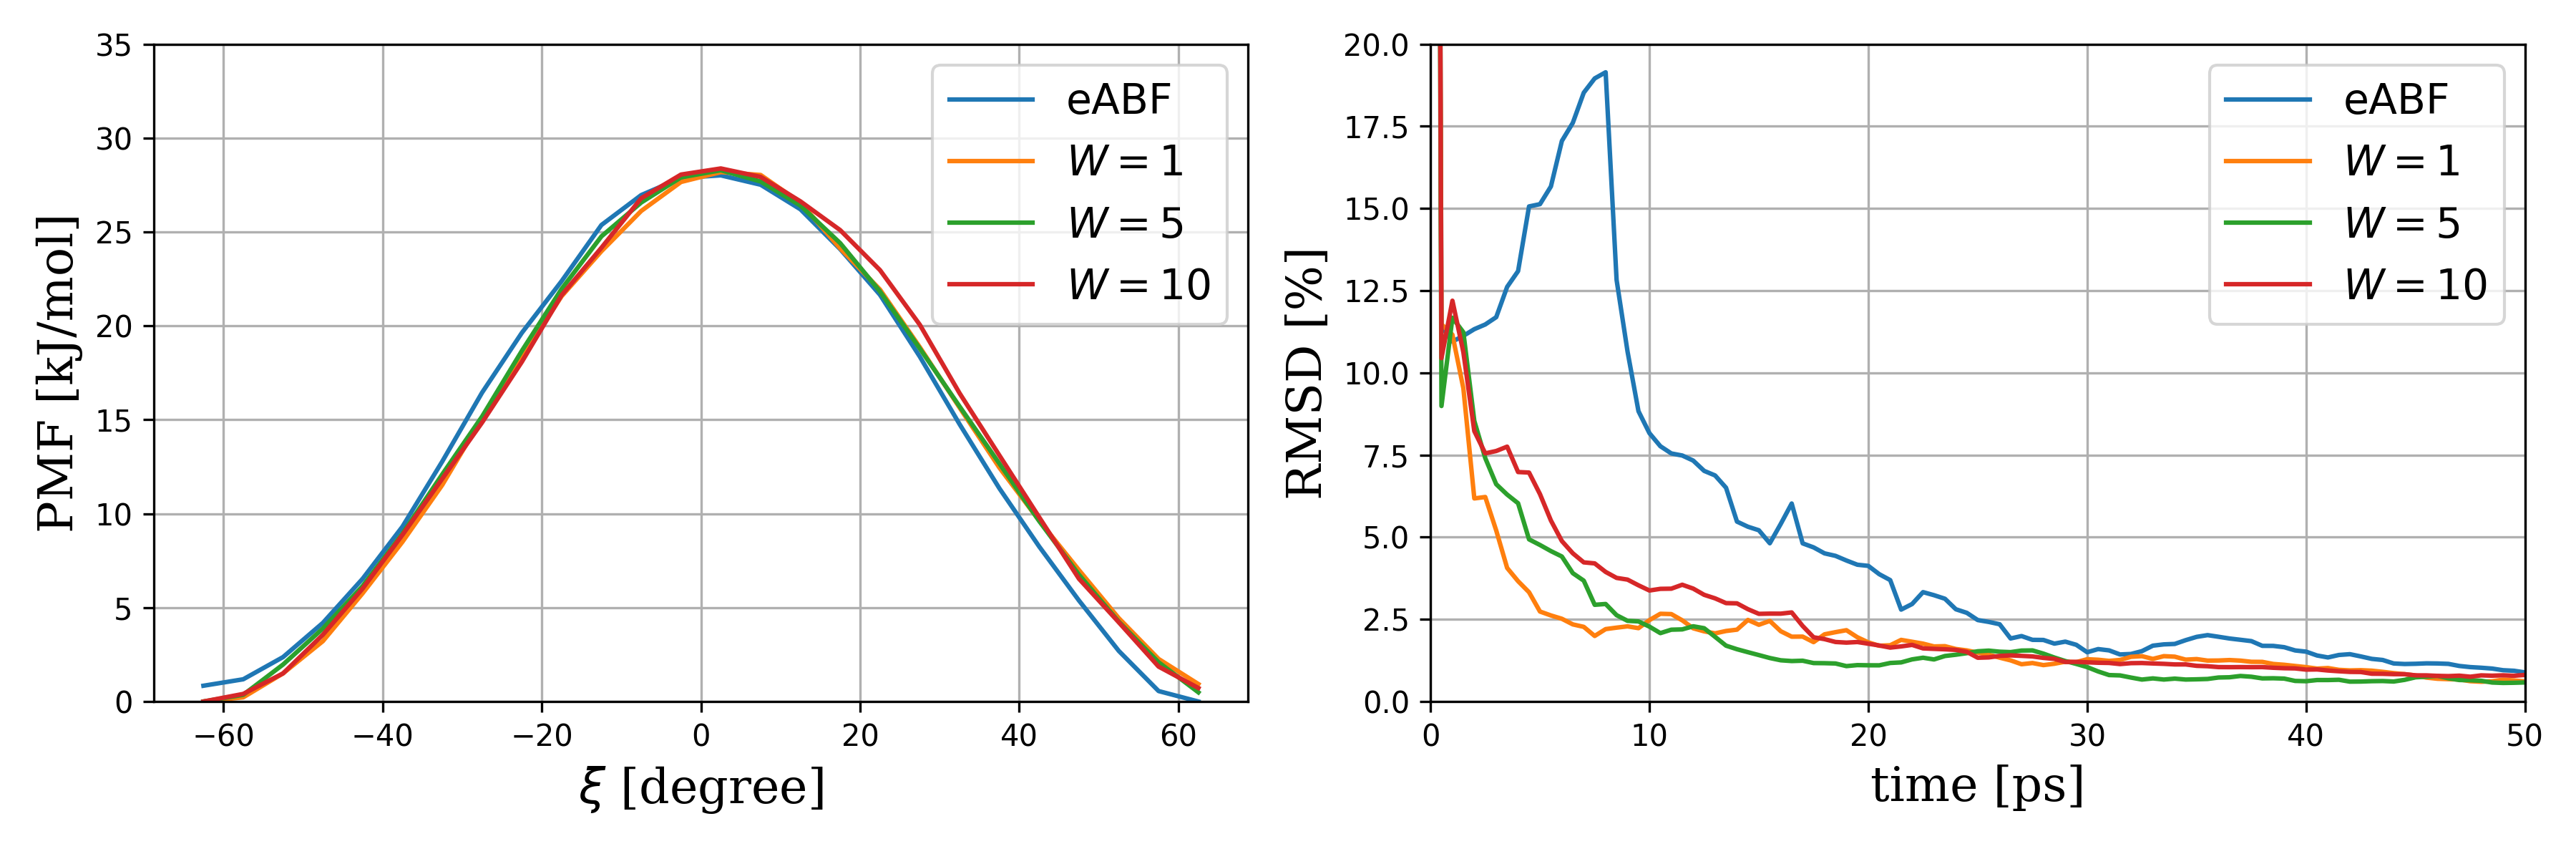 35
30
25
20
15
10
5
0
PMF [kJ/mol]
−60
−40
−20
0
20
40
60
ξ [degree]
eABF
W = 1
W = 5
W = 10
20.0
17.5
15.0
12.5
10.0
7.5
5.0
2.5
0.0
RMSD [%]
0
10
20
30
40
50
time [ps]
eABF
W = 1
W = 5
W = 10